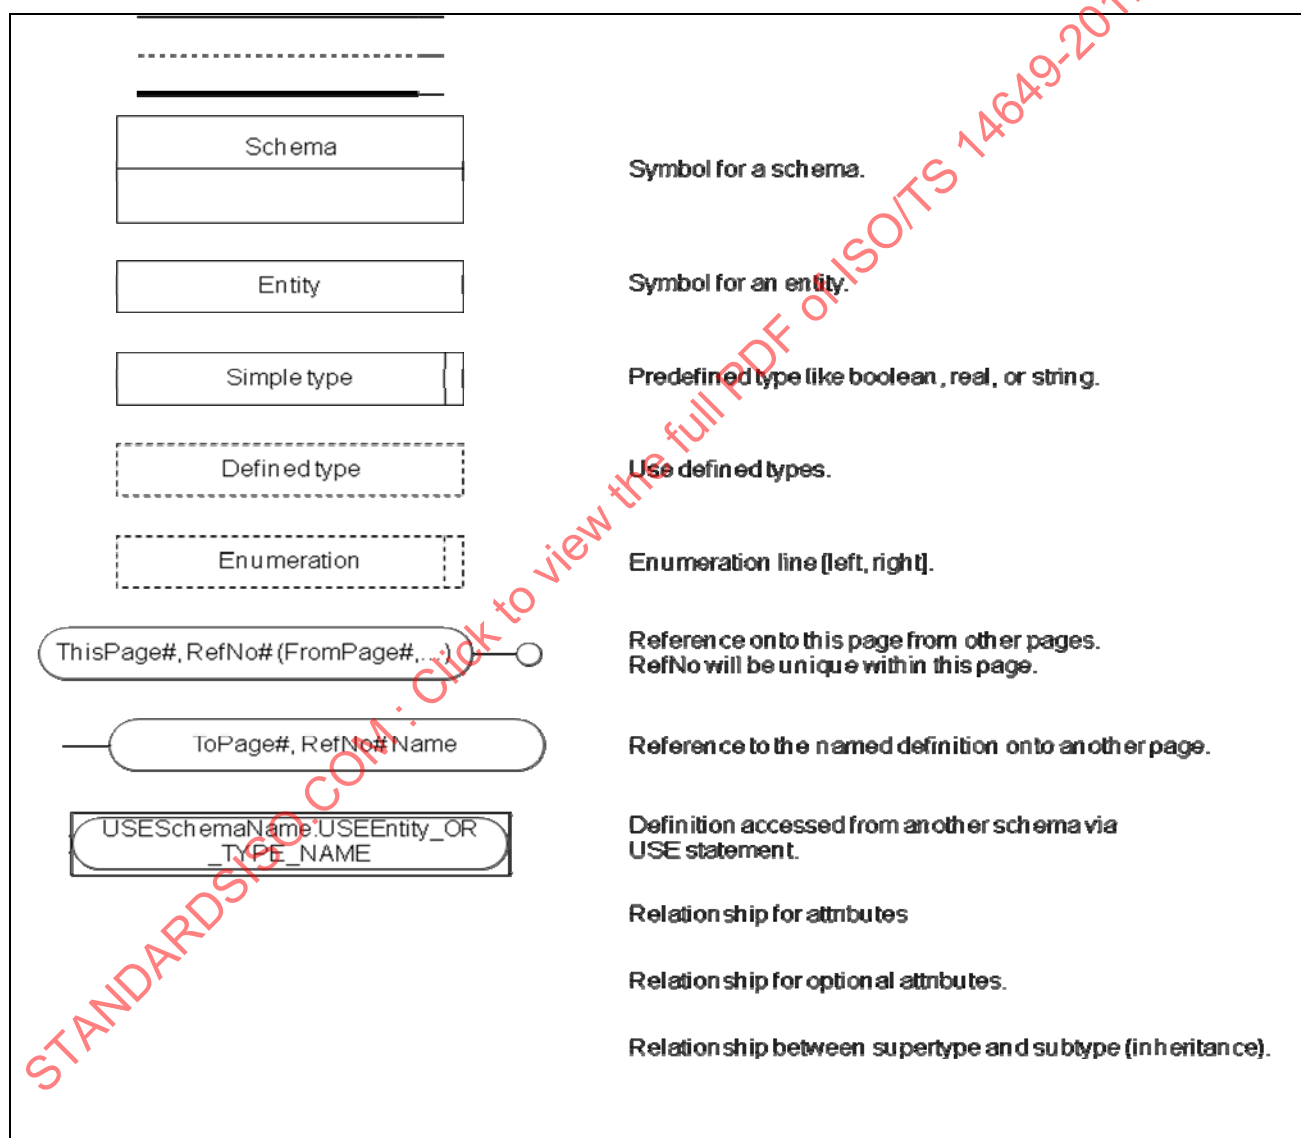 Schema
Symbol for a schema.
Entity
Symbol for an entity.
Simple type
Predefined type like boolean, real, or string.
Defined type
Use defined types.
Enumeration
Enumeration line [left, right].
ThisPage#, RefNo# (FromPage#,....)
Reference onto this page from other pages.
RefNo will be unique within this page.
ToPage#, RefNo# Name
Reference to the named definition onto another page.
USESchemaName.USEEntity_OR
_TYPE_NAME
Definition accessed from another schema via
USE statement.
Relationship for attributes
Relationship for optional attributes.
Relationship between supertype and subtype (inheritance).
STANDARDSISO.COM : Click to view the full PDF of ISO/TS 14649-201